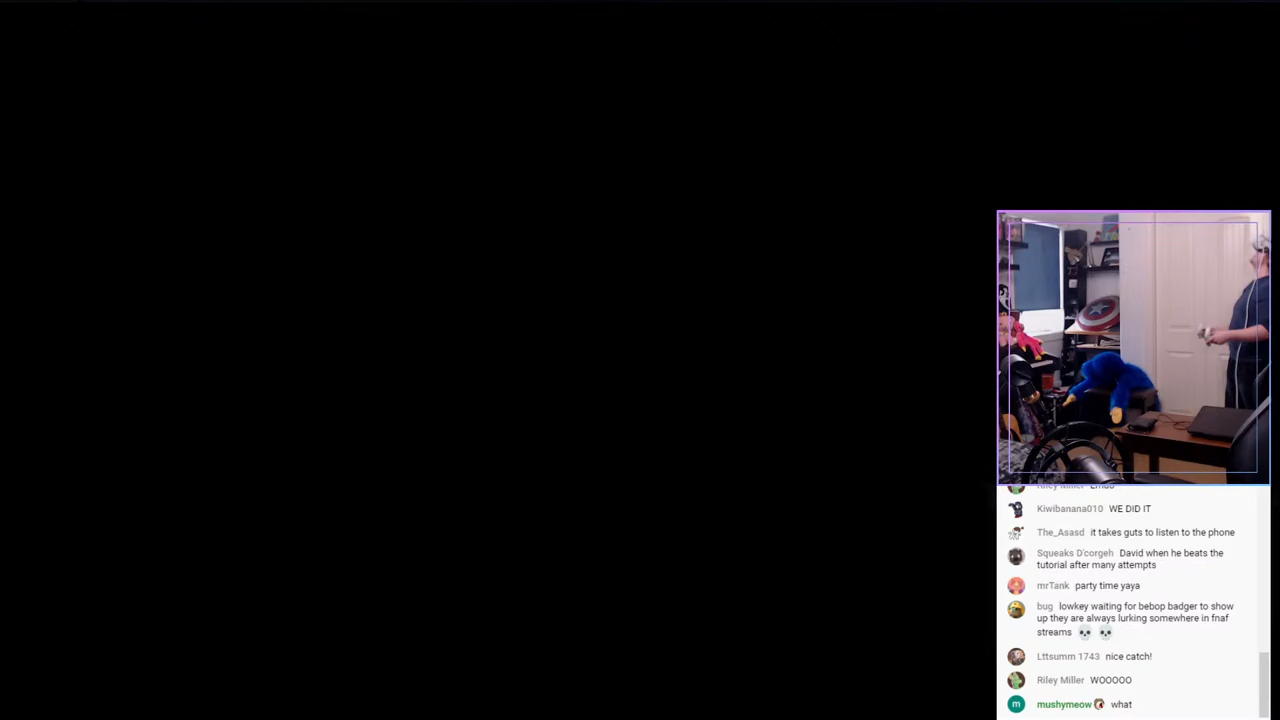 Riley Miller
Kiwibanana010 WE DID IT
The_Asasd it takes guts to listen to the phone
Squeaks D'corgeh David when he beats the
tutorial after many attempts
mrTank party time yaya
bug lowkey waiting for bebop badger to show
up they are always lurking somewhere in fnaf
streams
Lttsumm 1743 nice catch!
Riley Miller WOOOOO
m mushymeow what